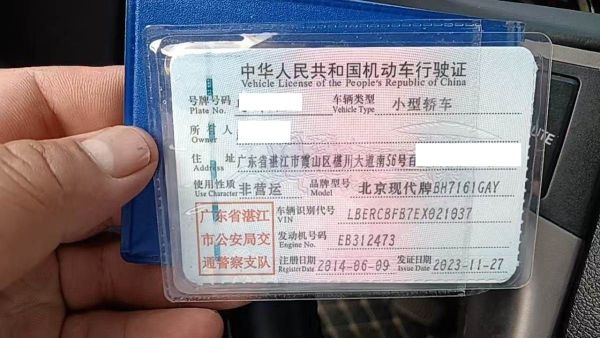 中华人民共和国机动车行驶证
Vehicle License of the People's Republic of China
号牌号码 车辆类型 小型轿车
Plate No. Vehicle Type
所有人
Owner
住址 广东省湛江市霞山区椹川大道南56号百
Address
使用性质 非营运 品牌型号 北京现代牌BH7161GAY
Use Character Model
广东省湛江
市公安局交
通警察支队
车辆识别代号 LBERCBFB7EX021037
VIN
发动机号码 EB312473
Engine No.
注册日期 2014-06-09 发证日期 2023-11-27
Register Date Issue Date
UTE